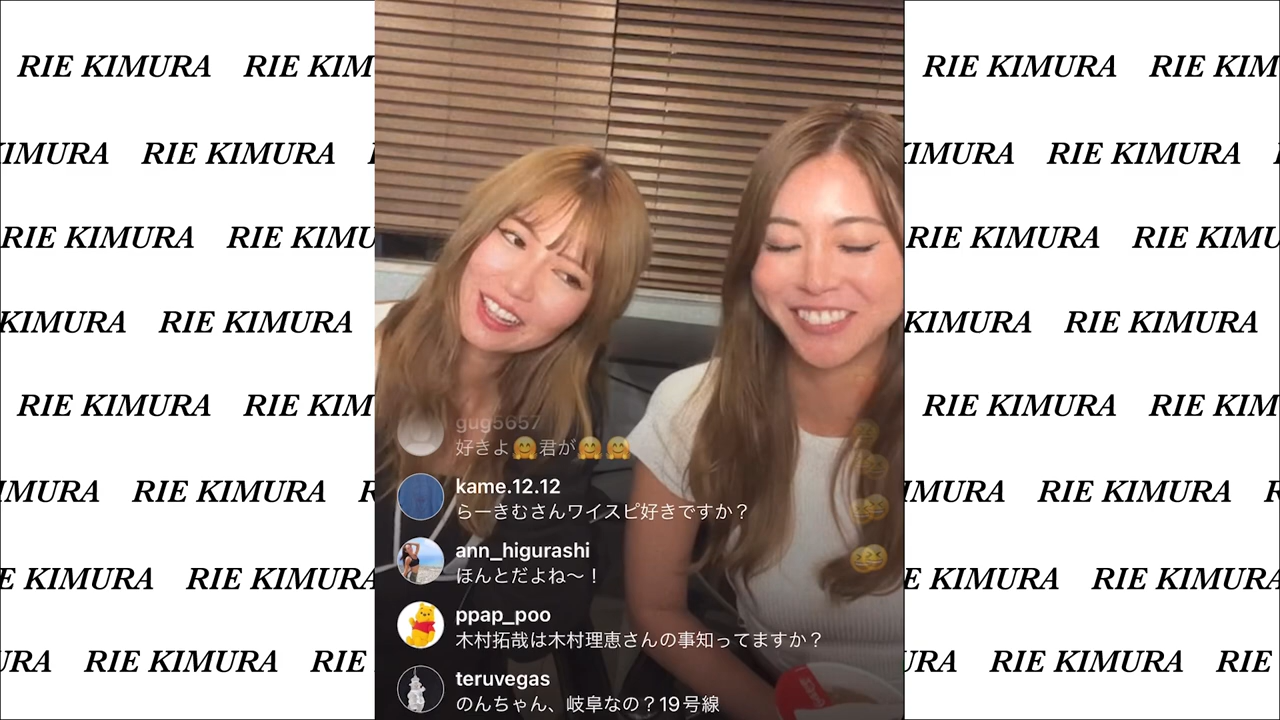 RIE KIMURA RIE KIM
IMURA RIE KIMURA
RIE KIMURA RIE KIMU
KIMURA RIE KIMURA
RIE KIMURA RIE KIM
IMURA RIE KIMURA R
E KIMURA RIE KIMURA
URA RIE KIMURA RIE
gug5657
好きよ🤗君が🤗🤗
kame.12.12
らーきむさんワイスピ好きですか？
ann_higurashi
ほんとだよね〜！
ppap_poo
木村拓哉は木村理恵さんの事知ってますか？
teruvegas
のんちゃん、岐阜なの？19号線
RIE KIMURA RIE KIM
IMURA RIE KIMURA
RIE KIMURA RIE KIMU
KIMURA RIE KIMURA
RIE KIMURA RIE KIM
IMURA RIE KIMURA R
E KIMURA RIE KIMURA
URA RIE KIMURA RIE